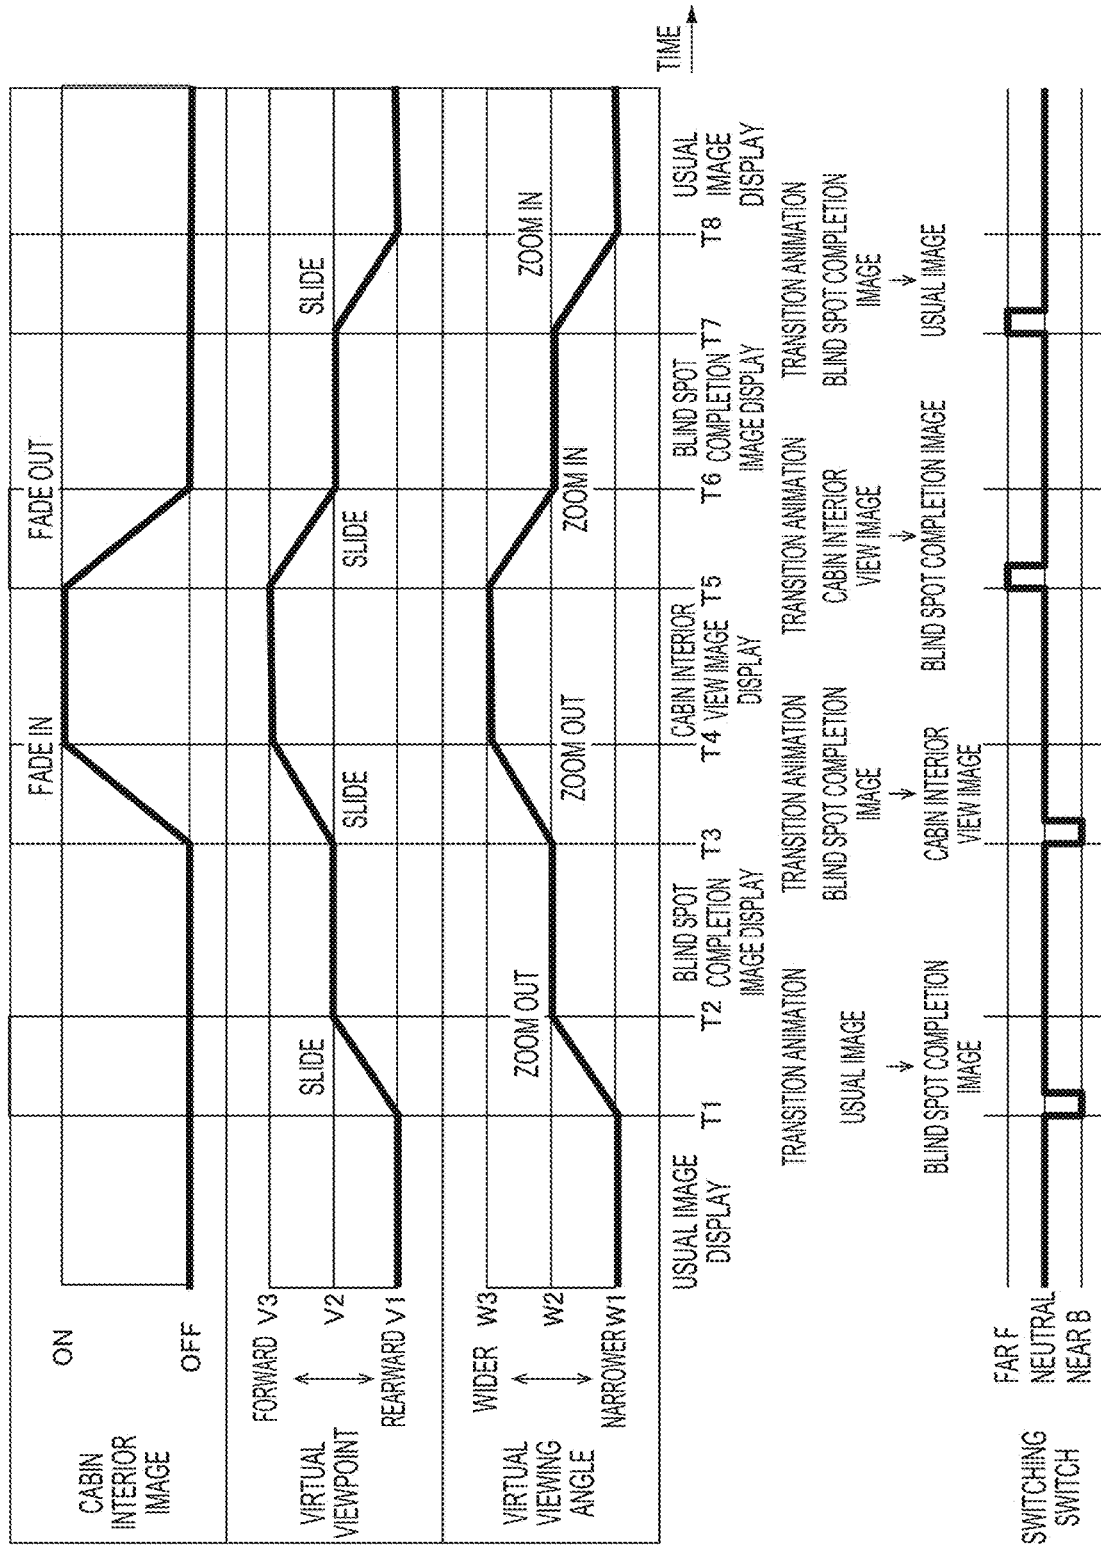 CABIN
INTERIOR
IMAGE
ON
OFF
FADE IN
FADE OUT
VIRTUAL
VIEWPOINT
FORWARD V3
V2
REARWARD V1
SLIDE
SLIDE
SLIDE
SLIDE
VIRTUAL
VIEWING
ANGLE
WIDER W3
W2
NARROWER W1
ZOOM OUT
ZOOM OUT
ZOOM IN
ZOOM IN
TIME
T1
T2
T3
T4
T5
T6
T7
T8
USUAL IMAGE
DISPLAY
BLIND SPOT
COMPLETION
IMAGE DISPLAY
CABIN INTERIOR
VIEW IMAGE
DISPLAY
BLIND SPOT
COMPLETION
IMAGE DISPLAY
USUAL
IMAGE
DISPLAY
TRANSITION ANIMATION
USUAL IMAGE
↓
BLIND SPOT COMPLETION
IMAGE
TRANSITION ANIMATION
BLIND SPOT COMPLETION
IMAGE
↓
CABIN INTERIOR
VIEW IMAGE
TRANSITION ANIMATION
CABIN INTERIOR
VIEW IMAGE
↓
BLIND SPOT COMPLETION IMAGE
TRANSITION ANIMATION
BLIND SPOT COMPLETION
IMAGE
↓
USUAL IMAGE
SWITCHING
SWITCH
FAR F
NEUTRAL
NEAR B